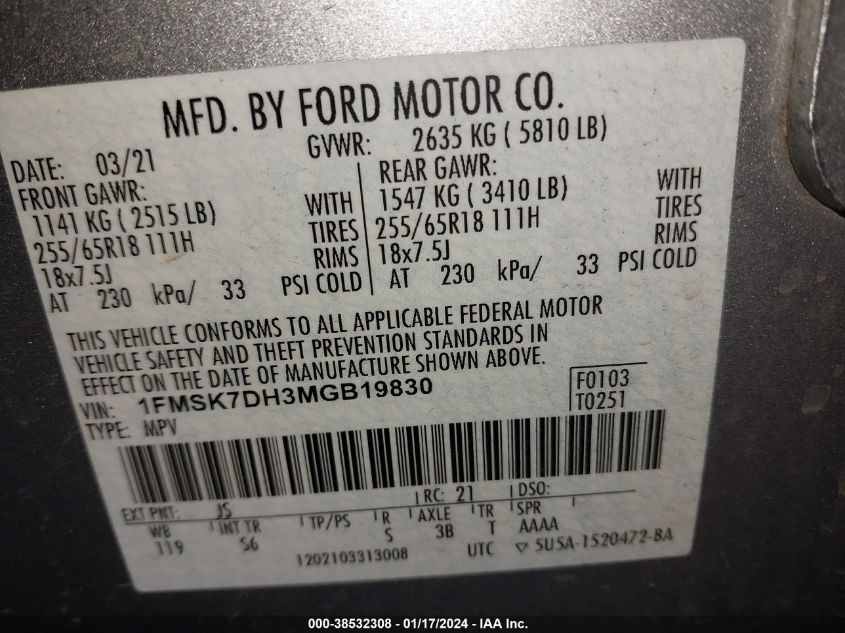 MFD. BY FORD MOTOR CO.
DATE: 03/21 GVWR: 2635 KG ( 5810 LB)
FRONT GAWR: REAR GAWR:
1141 KG ( 2515 LB) WITH 1547 KG ( 3410 LB) WITH
255/65R18 111H TIRES 255/65R18 111H TIRES
18x7.5J RIMS 18x7.5J RIMS
AT 230 kPa/ 33 PSI COLD AT 230 kPa/ 33 PSI COLD
THIS VEHICLE CONFORMS TO ALL APPLICABLE FEDERAL MOTOR
VEHICLE SAFETY AND THEFT PREVENTION STANDARDS IN
EFFECT ON THE DATE OF MANUFACTURE SHOWN ABOVE.
VIN: 1FMSK7DH3MGB19830 F0103
TYPE: MPV T0251
EXT PNT: JS RC: 21 DSO:
WB INT TR TP/PS R AXLE TR SPR
119 S6 S 3B T AAAA
1202103313008 UTC ▽ 5U5A-1520472-BA
000-38532308 - 01/17/2024 - IAA Inc.